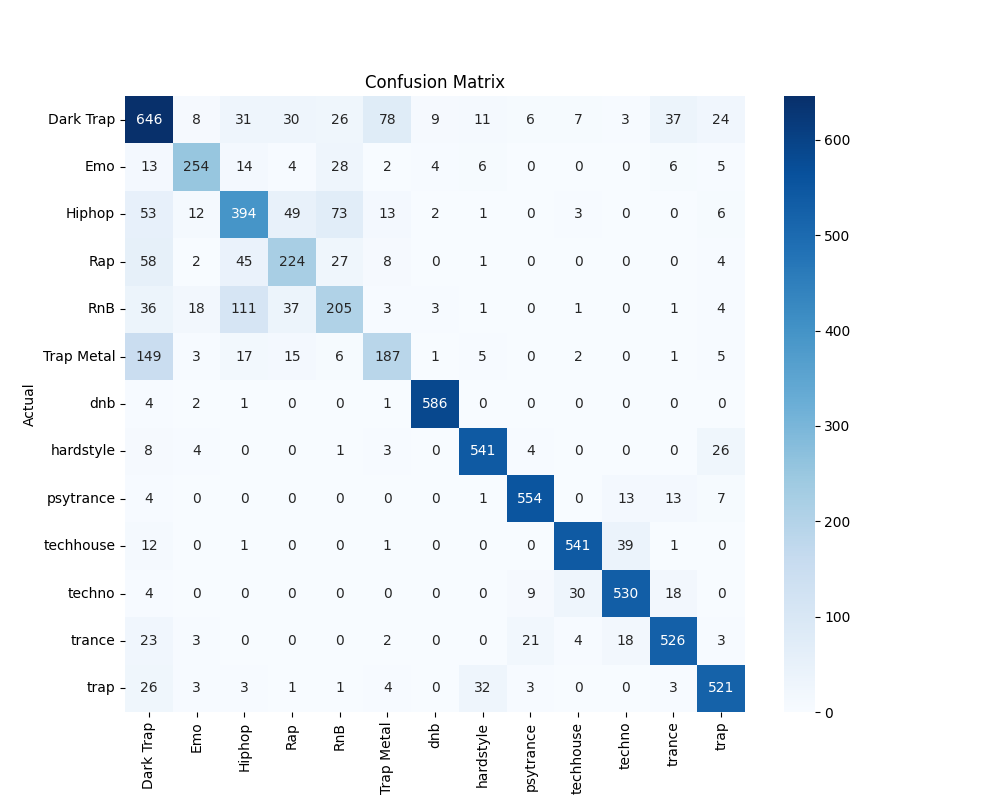 Confusion Matrix
Dark Trap 646 8 31 30 26 78 9 11 6 7 3 37 24
Emo 13 254 14 4 28 2 4 6 0 0 0 6 5
Hiphop 53 12 394 49 73 13 2 1 0 3 0 0 6
Rap 58 2 45 224 27 8 0 1 0 0 0 0 4
RnB 36 18 111 37 205 3 3 1 0 1 0 1 4
Trap Metal 149 3 17 15 6 187 1 5 0 2 0 1 5
dnb 4 2 1 0 0 1 586 0 0 0 0 0 0
hardstyle 8 4 0 0 1 3 0 541 4 0 0 0 26
psytrance 4 0 0 0 0 0 0 1 554 0 13 13 7
techhouse 12 0 1 0 0 1 0 0 0 541 39 1 0
techno 4 0 0 0 0 0 0 0 9 30 530 18 0
trance 23 3 0 0 0 2 0 0 21 4 18 526 3
trap 26 3 3 1 1 4 0 32 3 0 0 3 521
Actual
Dark Trap
Emo
Hiphop
Rap
RnB
Trap Metal
dnb
hardstyle
psytrance
techhouse
techno
trance
trap
600
500
400
300
200
100
0